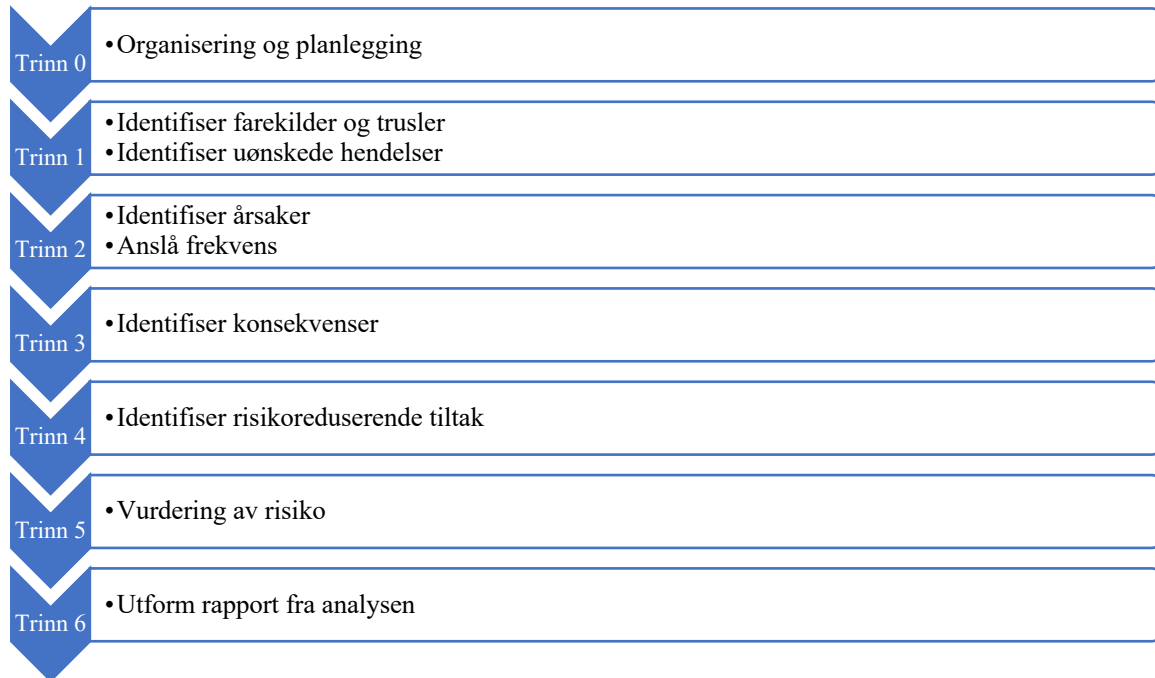 Trinn 0
•Organisering og planlegging
Trinn 1
•Identifiser farekilder og trusler
•Identifiser uønskede hendelser
Trinn 2
•Identifiser årsaker
•Anslå frekvens
Trinn 3
•Identifiser konsekvenser
Trinn 4
•Identifiser risikoreduserende tiltak
Trinn 5
•Vurdering av risiko
Trinn 6
•Utform rapport fra analysen